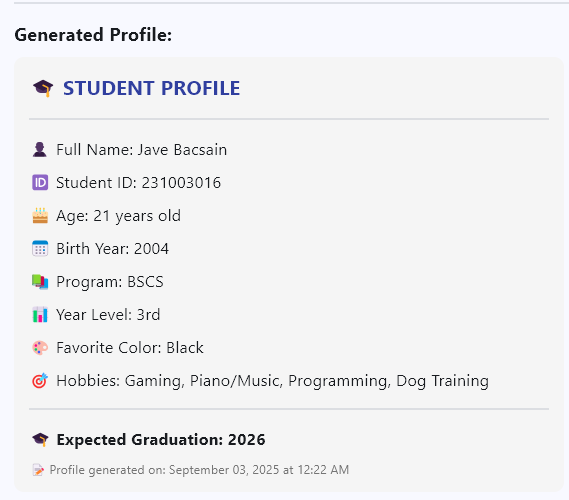 Generated Profile:
🎓 STUDENT PROFILE
👤 Full Name: Jave Bacsain
🆔 Student ID: 231003016
🎂 Age: 21 years old
📅 Birth Year: 2004
📚 Program: BSCS
📊 Year Level: 3rd
🎨 Favorite Color: Black
🎯 Hobbies: Gaming, Piano/Music, Programming, Dog Training
🎓 Expected Graduation: 2026
📝 Profile generated on: September 03, 2025 at 12:22 AM